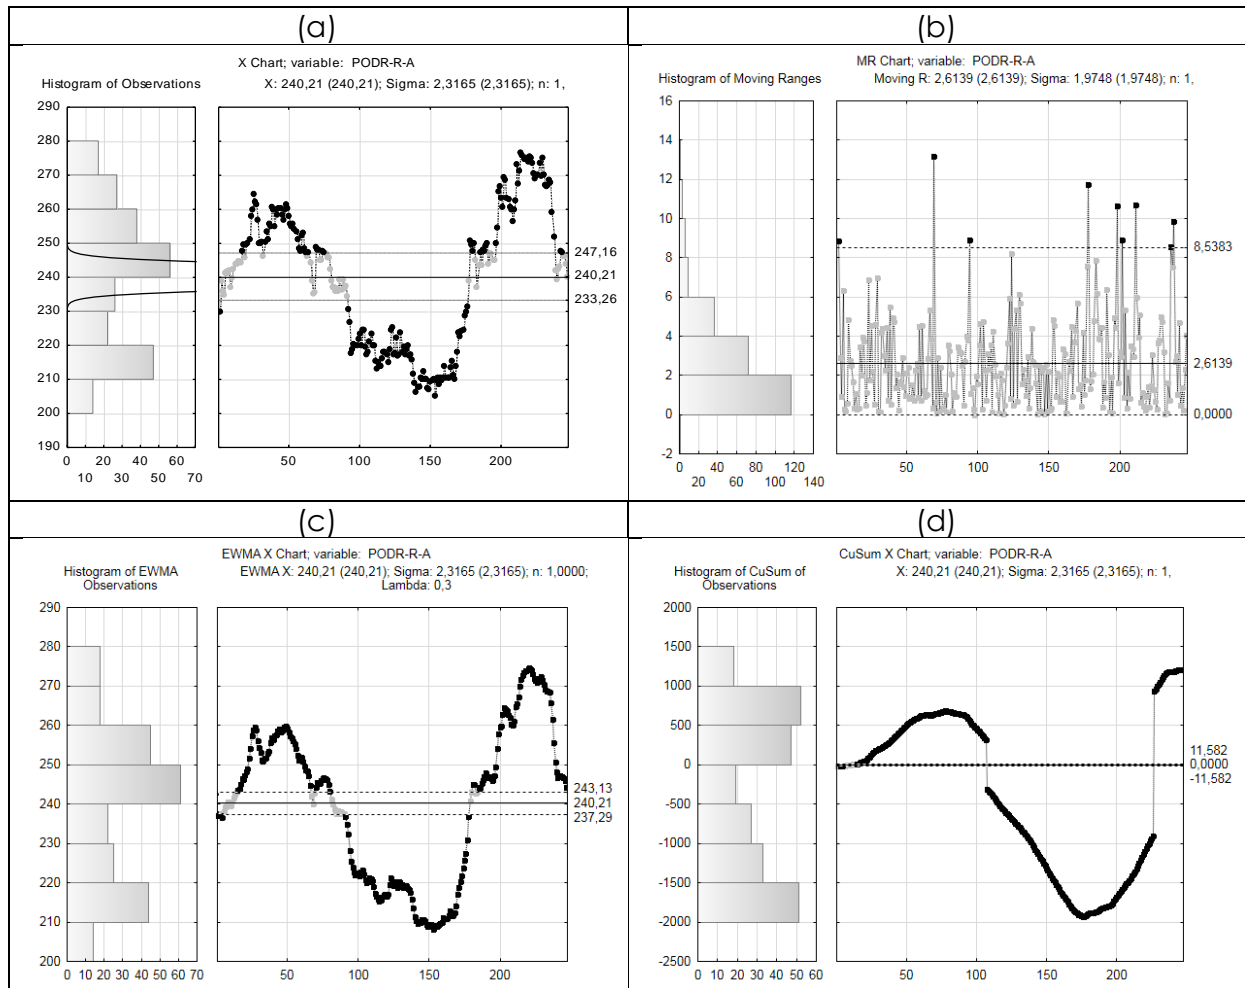 (a)
X Chart; variable: PODR-R-A
Histogram of Observations
X: 240,21 (240,21); Sigma: 2,3165 (2,3165); n: 1,
290
280
270
260
250
240
230
220
210
200
190
0 20 40 60
10 30 50 70
50 100 150 200
247,16
240,21
233,26
(b)
MR Chart; variable: PODR-R-A
Histogram of Moving Ranges
Moving R: 2,6139 (2,6139); Sigma: 1,9748 (1,9748); n: 1,
16
14
12
10
8
6
4
2
0
-2
0 40 80 120
20 60 100 140
50 100 150 200
8,5383
2,6139
0,0000
(c)
EWMA X Chart; variable: PODR-R-A
Histogram of EWMA
Observations
EWMA X: 240,21 (240,21); Sigma: 2,3165 (2,3165); n: 1,0000;
Lambda: 0,3
290
280
270
260
250
240
230
220
210
200
0 10 20 30 40 50 60 70
50 100 150 200
243,13
240,21
237,29
(d)
CuSum X Chart; variable: PODR-R-A
Histogram of CuSum of
Observations
X: 240,21 (240,21); Sigma: 2,3165 (2,3165); n: 1,
2000
1500
1000
500
0
-500
-1000
-1500
-2000
-2500
0 10 20 30 40 50 60
50 100 150 200
11,582
0,0000
-11,582